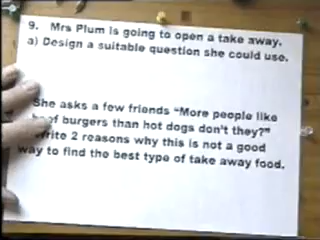 9. Mrs Plum is going to open a take away.
a) Design a suitable question she could use.
She asks a few friends “More people like
beef burgers than hot dogs don't they?”
Write 2 reasons why this is not a good
way to find the best type of take away food.